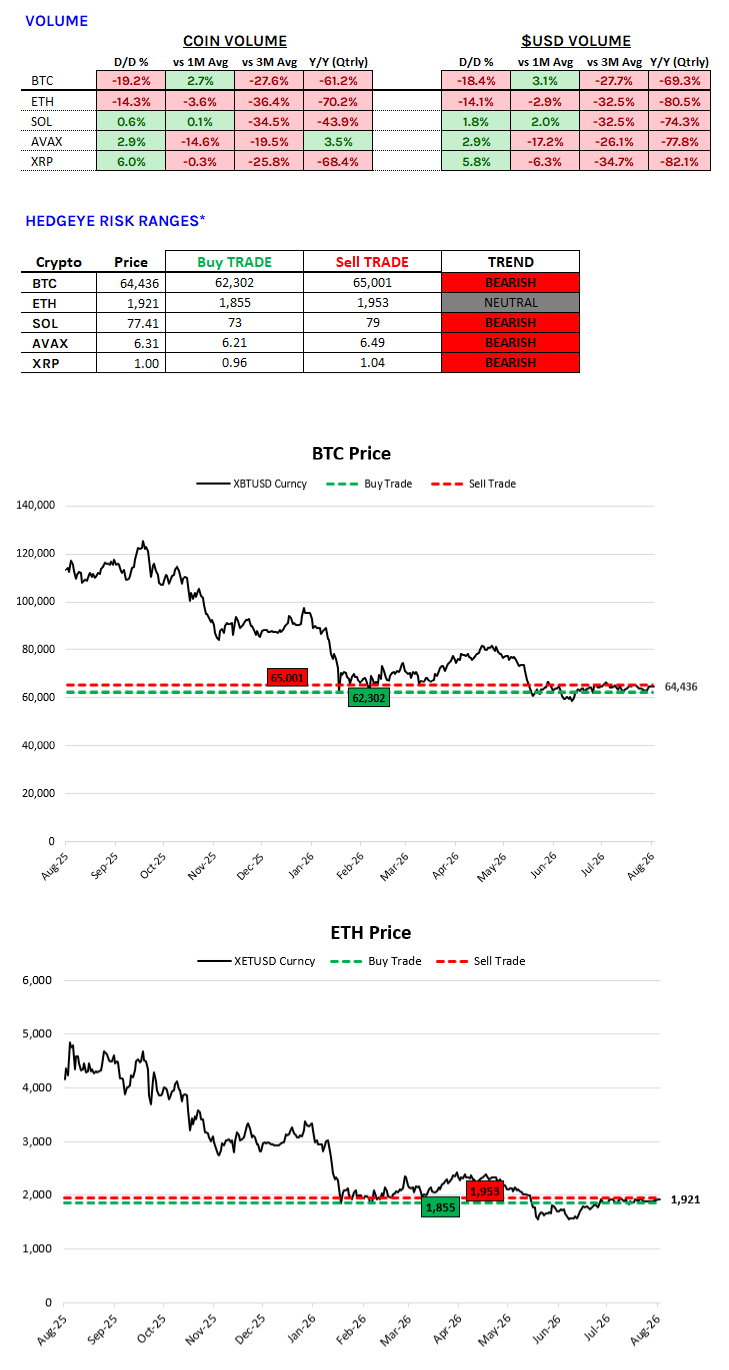 VOLUME
COIN VOLUME $USD VOLUME
D/D % vs 1M Avg vs 3M Avg Y/Y (Qtrly) D/D % vs 1M Avg vs 3M Avg Y/Y (Qtrly)
BTC -19.2% 2.7% -27.6% -61.2% -18.4% 3.1% -27.7% -69.3%
ETH -14.3% -3.6% -36.4% -70.2% -14.1% -2.9% -32.5% -80.5%
SOL 0.6% 0.1% -34.5% -43.9% 1.8% 2.0% -32.5% -74.3%
AVAX 2.9% -14.6% -19.5% 3.5% 2.9% -17.2% -26.1% -77.8%
XRP 6.0% -0.3% -25.8% -68.4% 5.8% -6.3% -34.7% -82.1%
HEDGEYE RISK RANGES*
Crypto Price Buy TRADE Sell TRADE TREND
BTC 64,436 62,302 65,001 BEARISH
ETH 1,921 1,855 1,953 NEUTRAL
SOL 77.41 73 79 BEARISH
AVAX 6.31 6.21 6.49 BEARISH
XRP 1.00 0.96 1.04 BEARISH
BTC Price
XBTUSD Curncy Buy Trade Sell Trade
140,000
120,000
100,000
80,000
65,001
64,436
62,302
60,000
40,000
20,000
0
Aug-25 Sep-25 Oct-25 Nov-25 Dec-25 Jan-26 Feb-26 Mar-26 Apr-26 May-26 Jun-26 Jul-26 Aug-26
ETH Price
XETUSD Curncy Buy Trade Sell Trade
6,000
5,000
4,000
3,000
2,000
1,953
1,921
1,855
1,000
0
Aug-25 Sep-25 Oct-25 Nov-25 Dec-25 Jan-26 Feb-26 Mar-26 Apr-26 May-26 Jun-26 Jul-26 Aug-26